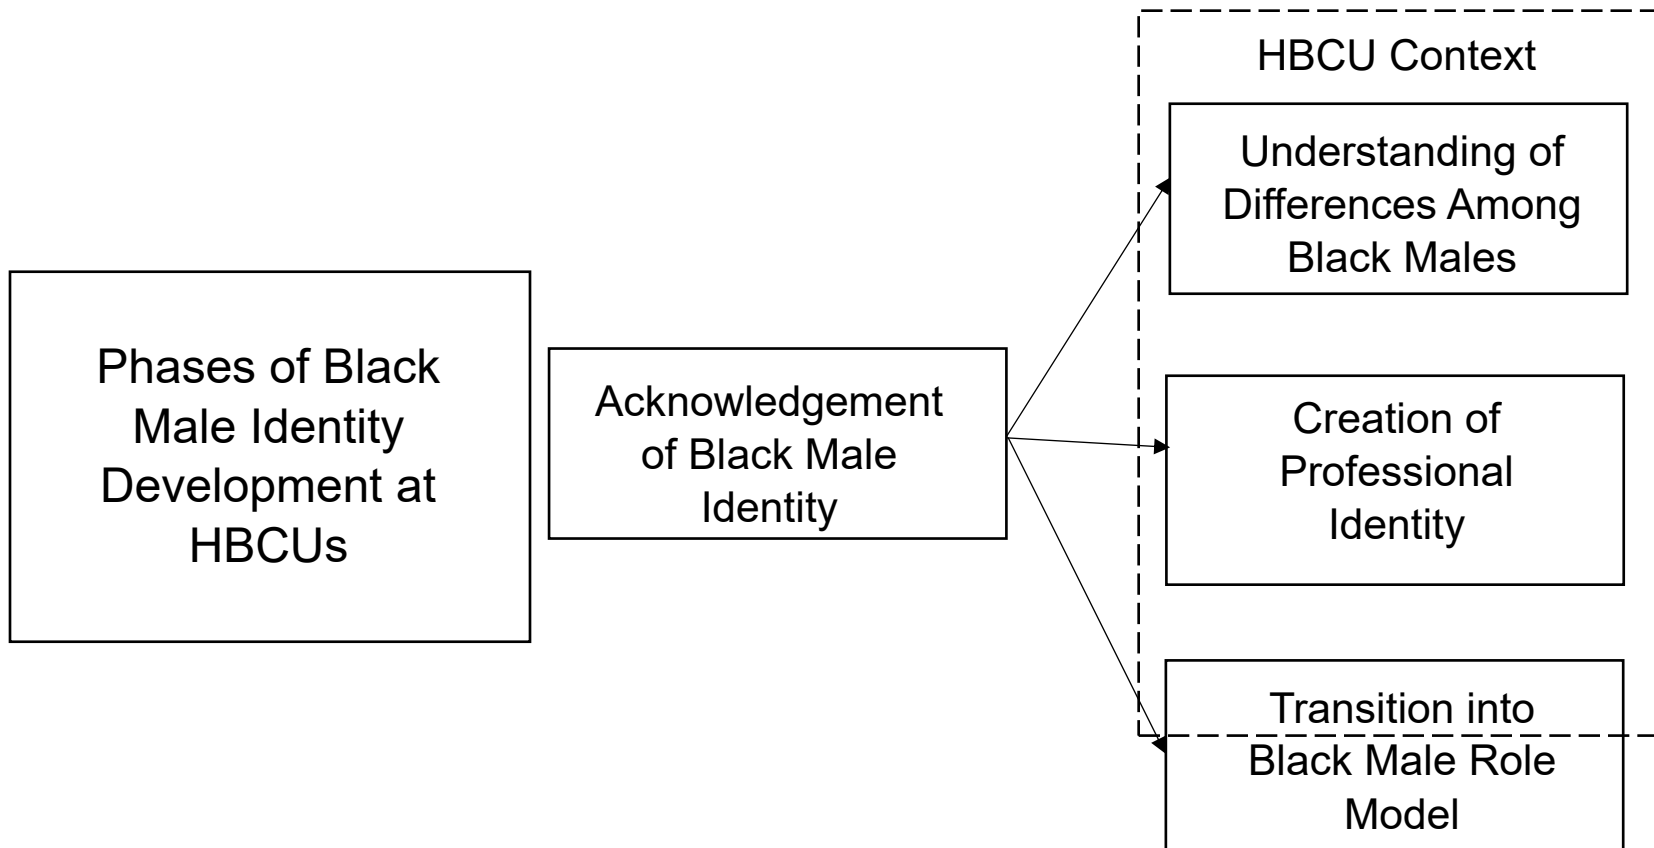 Phases of Black
Male Identity
Development at
HBCUs
Acknowledgement
of Black Male
Identity
HBCU Context
Understanding of
Differences Among
Black Males
Creation of
Professional
Identity
Transition into
Black Male Role
Model